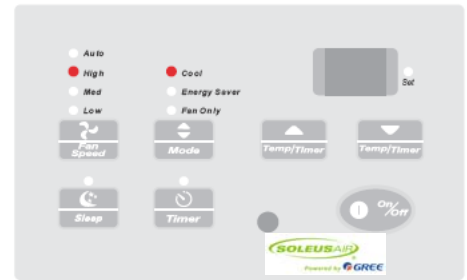 Auto
High
Med
Low
Fan
Speed
Cool
Energy Saver
Fan Only
Mode
Set
Temp/Timer
Temp/Timer
Sleep
Timer
On/Off
SOLEUSAIR
Powered by GREE